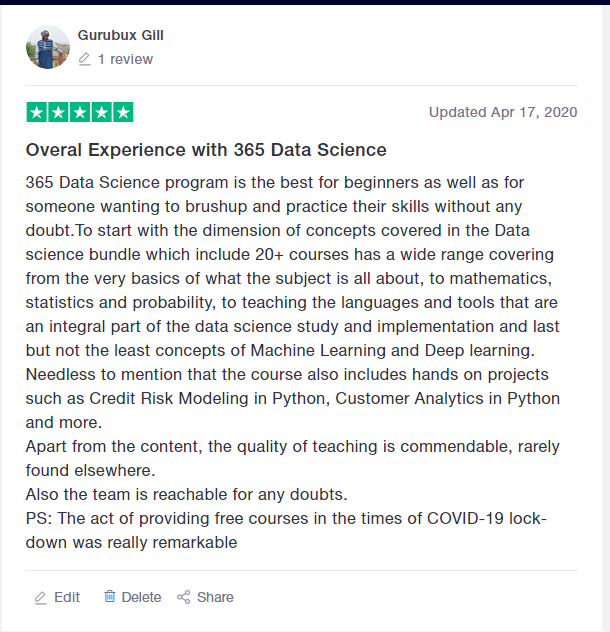 Gurubux Gill
1 review
Updated Apr 17, 2020
Overal Experience with 365 Data Science
365 Data Science program is the best for beginners as well as for
someone wanting to brushup and practice their skills without any
doubt.To start with the dimension of concepts covered in the Data
science bundle which include 20+ courses has a wide range covering
from the very basics of what the subject is all about, to mathematics,
statistics and probability, to teaching the languages and tools that are
an integral part of the data science study and implementation and last
but not the least concepts of Machine Learning and Deep learning.
Needless to mention that the course also includes hands on projects
such as Credit Risk Modeling in Python, Customer Analytics in Python
and more.
Apart from the content, the quality of teaching is commendable, rarely
found elsewhere.
Also the team is reachable for any doubts.
PS: The act of providing free courses in the times of COVID-19 lock-
down was really remarkable
Edit Delete Share